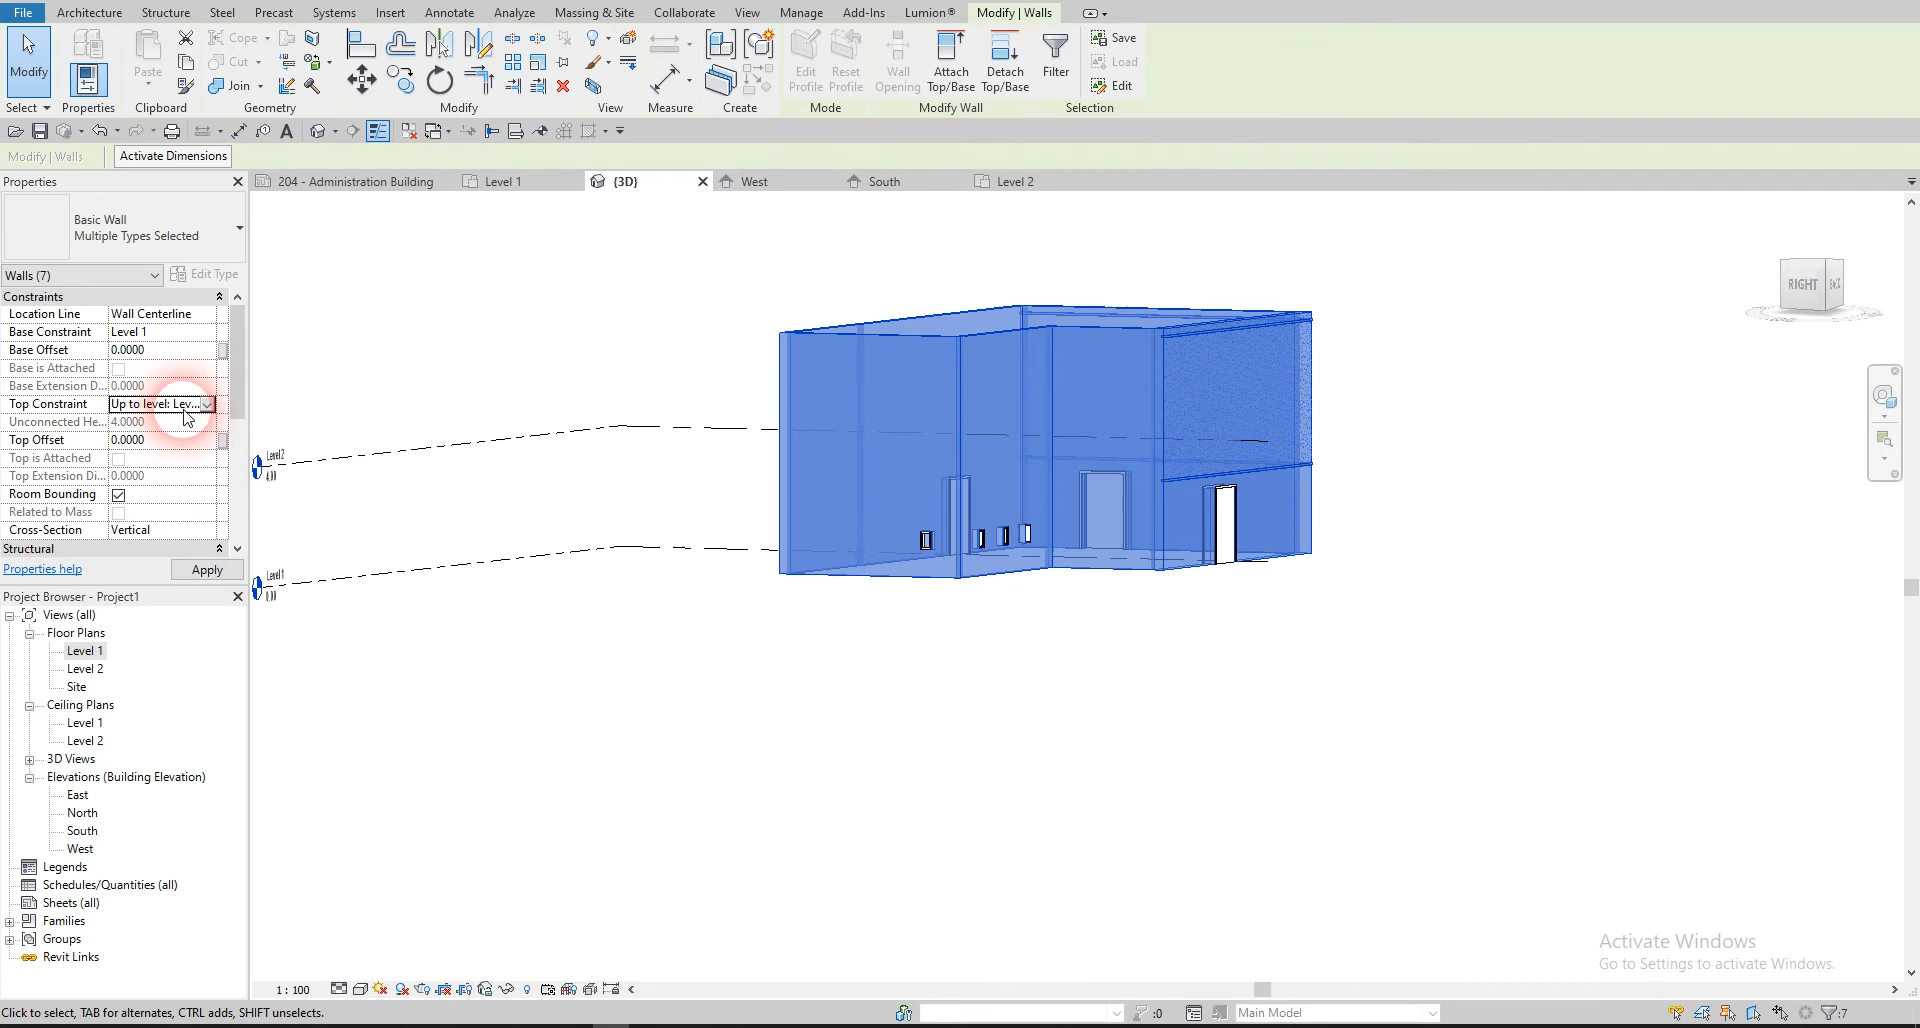 File Architecture Structure Steel Precast Systems Insert Annotate Analyze Massing & Site Collaborate View Manage Add-Ins Lumion® Modify | Walls
Modify
Paste
Cope
Cut
Join
Edit Profile
Reset Profile
Wall Opening
Attach Top/Base
Detach Top/Base
Filter
Save
Load
Edit
Select Properties Clipboard Geometry Modify View Measure Create Mode Modify Wall Selection
Modify | Walls Activate Dimensions
Properties
204 - Administration Building Level 1 {3D} West South Level 2
Basic Wall
Multiple Types Selected
Walls (7) Edit Type
Constraints
Location Line Wall Centerline
Base Constraint Level 1
Base Offset 0.0000
Base is Attached
Base Extension D... 0.0000
Top Constraint Up to level: Lev...
Unconnected He... 4.0000
Top Offset 0.0000
Top is Attached
Top Extension Di... 0.0000
Room Bounding
Related to Mass
Cross-Section Vertical
Structural
Properties help Apply
Project Browser - Project1
Views (all)
Floor Plans
Level 1
Level 2
Site
Ceiling Plans
Level 1
Level 2
3D Views
Elevations (Building Elevation)
East
North
South
West
Legends
Schedules/Quantities (all)
Sheets (all)
Families
Groups
Revit Links
Level 2
4.00
Level 1
0.00
RIGHT
Activate Windows
Go to Settings to activate Windows.
1 : 100
Click to select, TAB for alternates, CTRL adds, SHIFT unselects.
:0
Main Model
:7